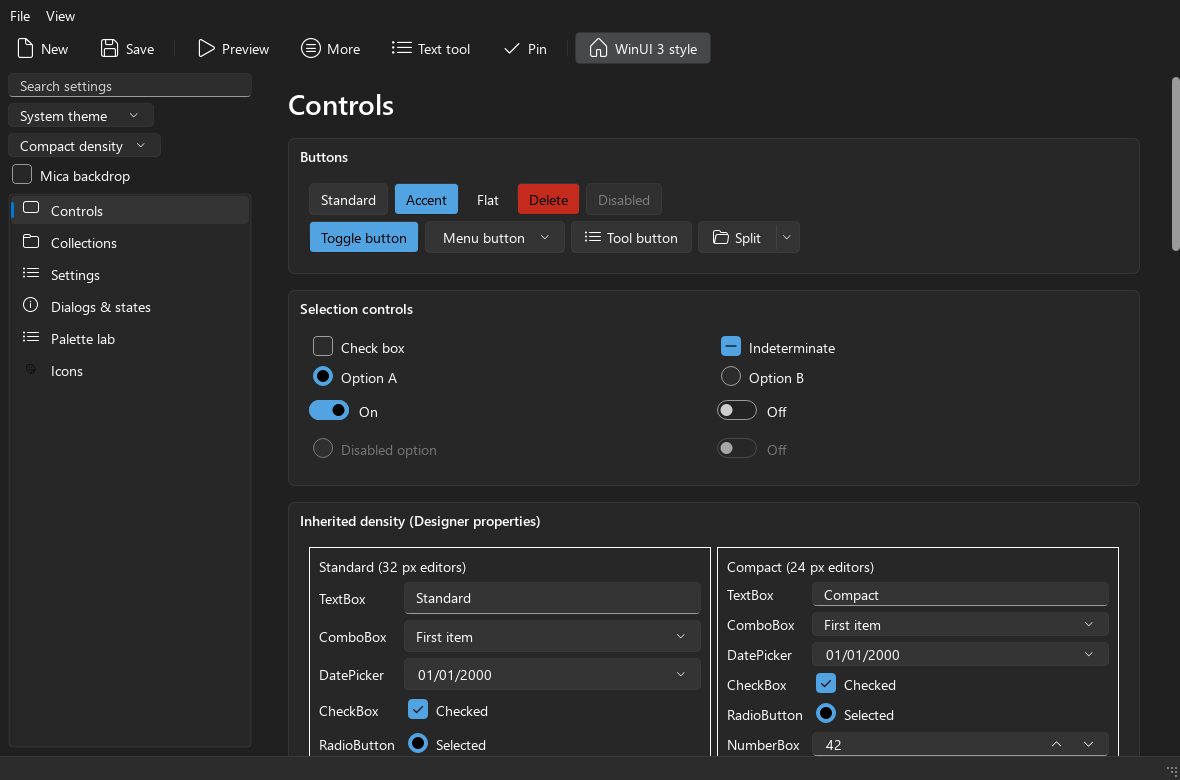 File View
New Save Preview More Text tool Pin WinUI 3 style
Search settings
System theme
Compact density
Mica backdrop
Controls
Collections
Settings
Dialogs & states
Palette lab
Icons
Controls
Buttons
Standard Accent Flat Delete Disabled
Toggle button Menu button Tool button Split
Selection controls
Check box Indeterminate
Option A Option B
On Off
Disabled option Off
Inherited density (Designer properties)
Standard (32 px editors)
TextBox Standard
ComboBox First item
DatePicker 01/01/2000
CheckBox Checked
RadioButton Selected
Compact (24 px editors)
TextBox Compact
ComboBox First item
DatePicker 01/01/2000
CheckBox Checked
RadioButton Selected
NumberBox 42